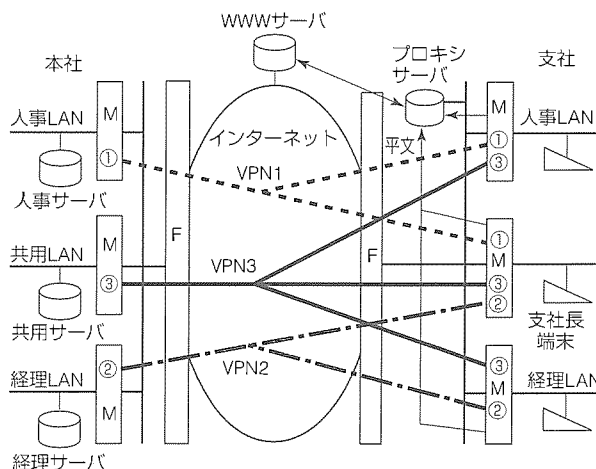 WWWサーバ
本社
プロキシ
サーバ
支社
人事LAN
M
①
人事サーバ
インターネット
VPN1
平文
M
人事LAN
①
③
共用LAN
M
③
共用サーバ
F
VPN3
F
①
M
③
②
支社長
端末
経理LAN
②
M
経理サーバ
VPN2
③
M
②
経理LAN